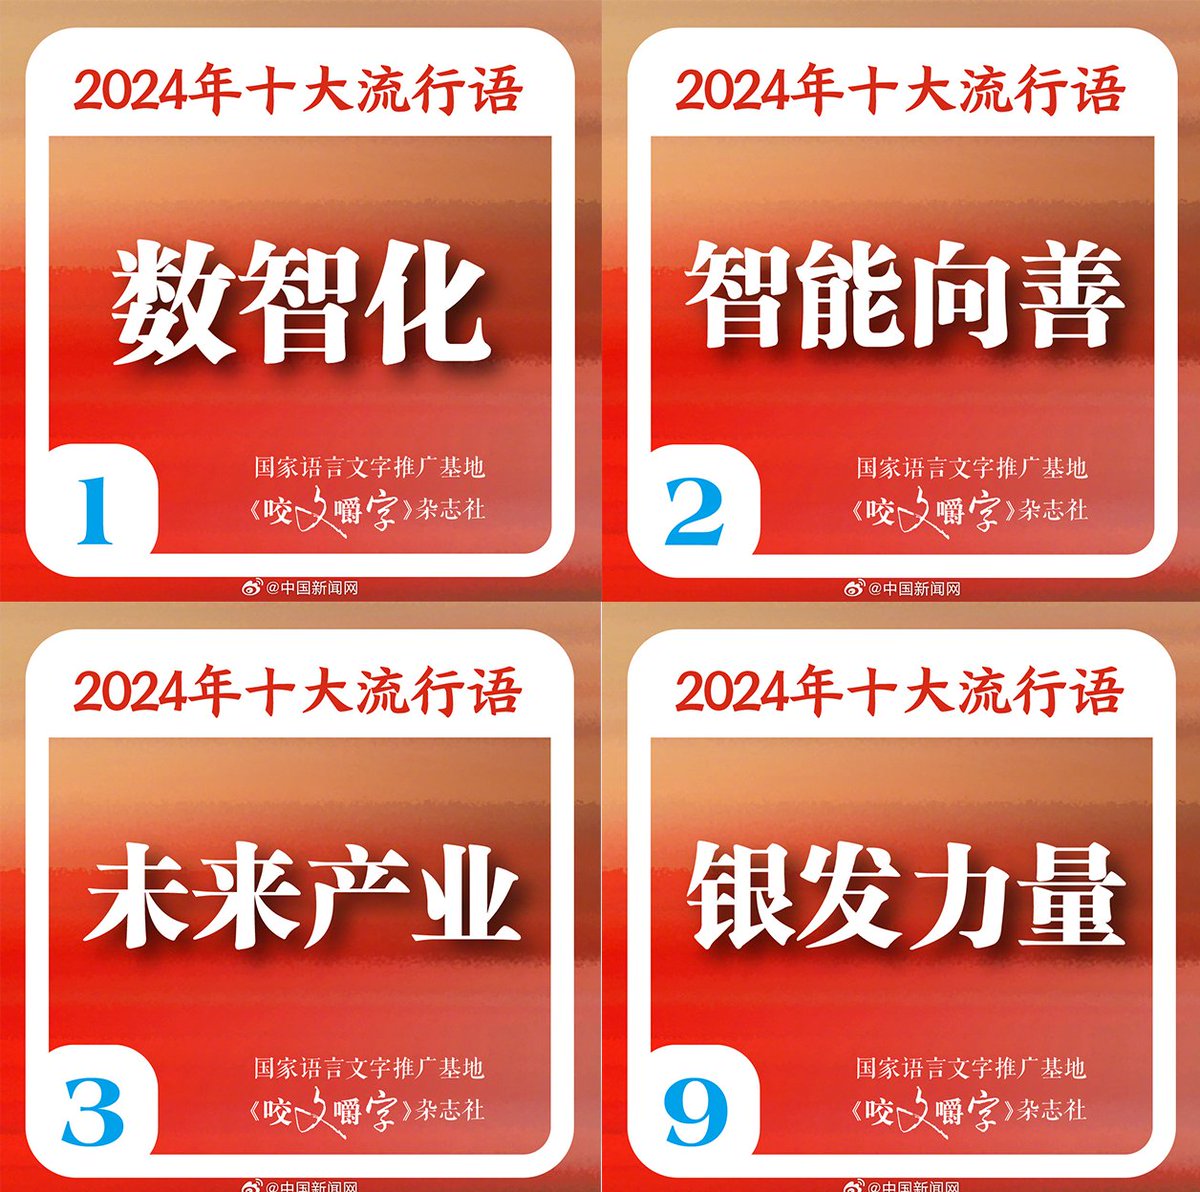 2024年十大流行语
数智化
国家语言文字推广基地
《咬文嚼字》杂志社
1
@中国新闻网
2024年十大流行语
智能向善
国家语言文字推广基地
《咬文嚼字》杂志社
2
@中国新闻网
2024年十大流行语
未来产业
国家语言文字推广基地
《咬文嚼字》杂志社
3
@中国新闻网
2024年十大流行语
银发力量
国家语言文字推广基地
《咬文嚼字》杂志社
9
@中国新闻网